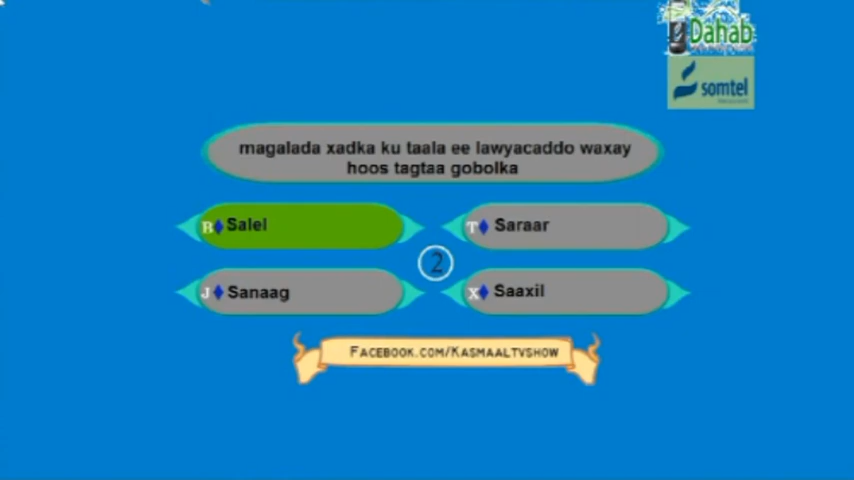 Dahab
somtel
magalada xadka ku taala ee lawyacaddo waxay
hoos tagtaa gobolka
B Salel
T Saraar
2
J Sanaag
X Saaxil
FACEBOOK.COM/KASMAALTVSHOW